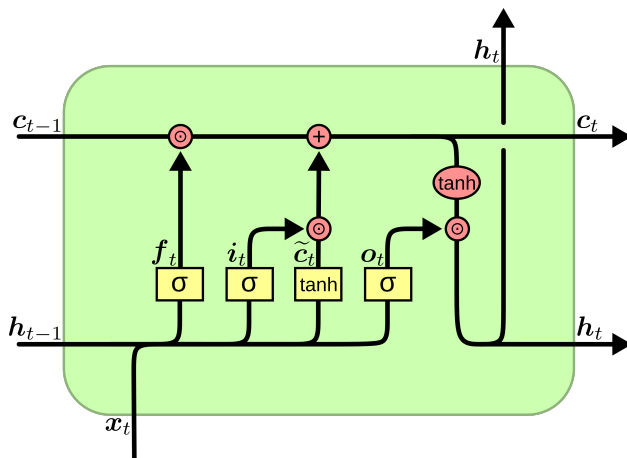 h_t
c_{t-1} ⊙ + c_t
tanh
⊙ ⊙
f_t i_t c̃_t o_t
σ σ tanh σ
h_{t-1} h_t
x_t